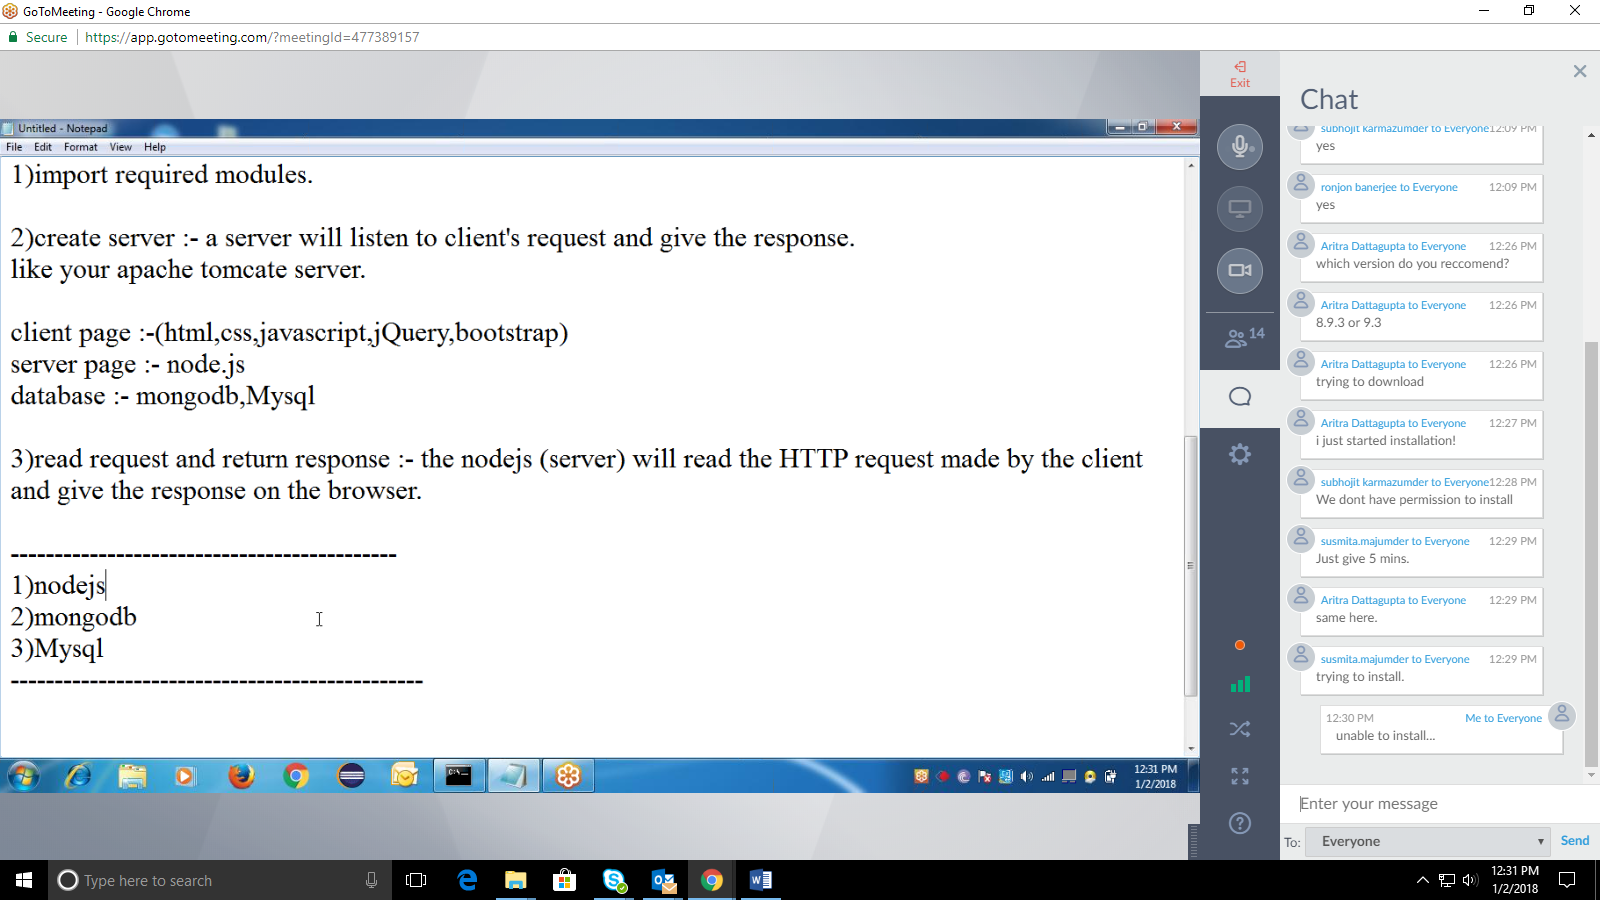 GoToMeeting - Google Chrome
Secure
https://app.gotomeeting.com/?meetingId=477389157
Untitled - Notepad
File Edit Format View Help
1)import required modules.
2)create server :- a server will listen to client's request and give the response.
like your apache tomcate server.
client page :-(html,css,javascript,jQuery,bootstrap)
server page :- node.js
database :- mongodb,Mysql
3)read request and return response :- the nodejs (server) will read the HTTP request made by the client
and give the response on the browser.
--------------------------------------------
1)nodejs
2)mongodb
3)Mysql
-----------------------------------------------
12:31 PM
1/2/2018
Exit
14
Chat
subhojit karmazumder to Everyone 12:09 PM
yes
ronjon banerjee to Everyone 12:09 PM
yes
Aritra Dattagupta to Everyone 12:26 PM
which version do you reccomend?
Aritra Dattagupta to Everyone 12:26 PM
8.9.3 or 9.3
Aritra Dattagupta to Everyone 12:26 PM
trying to download
Aritra Dattagupta to Everyone 12:27 PM
i just started installation!
subhojit karmazumder to Everyone 12:28 PM
We dont have permission to install
susmita.majumder to Everyone 12:29 PM
Just give 5 mins.
Aritra Dattagupta to Everyone 12:29 PM
same here.
susmita.majumder to Everyone 12:29 PM
trying to install.
12:30 PM Me to Everyone
unable to install...
Enter your message
To: Everyone Send
Type here to search
12:31 PM
1/2/2018